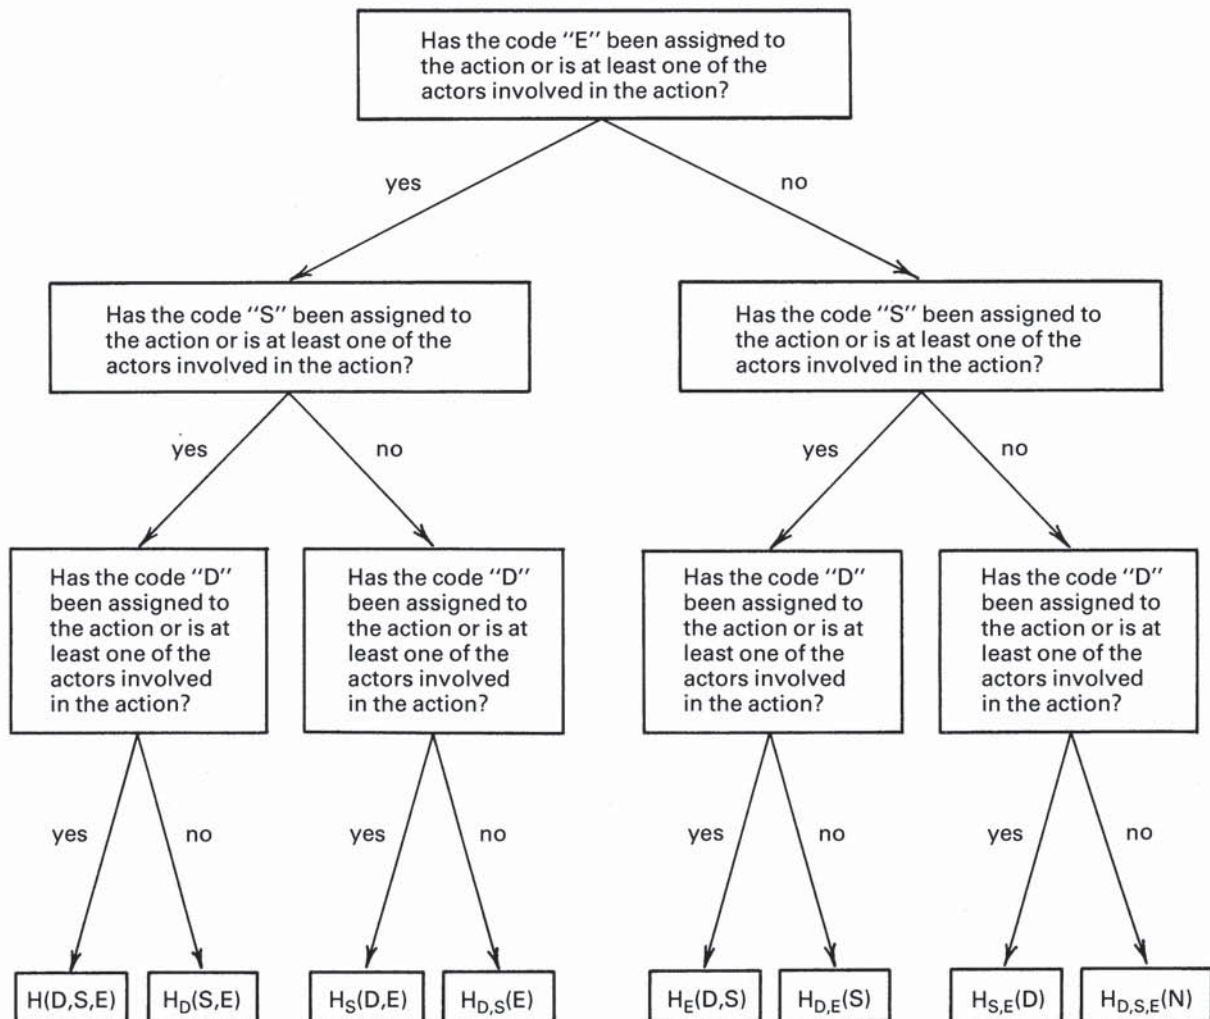 Has the code "E" been assigned to
the action or is at least one of the
actors involved in the action?
yes
no
Has the code "S" been assigned to
the action or is at least one of the
actors involved in the action?
Has the code "S" been assigned to
the action or is at least one of the
actors involved in the action?
yes
no
yes
no
Has the code "D"
been assigned to
the action or is at
least one of the
actors involved
in the action?
Has the code "D"
been assigned to
the action or is at
least one of the
actors involved
in the action?
Has the code "D"
been assigned to
the action or is at
least one of the
actors involved
in the action?
Has the code "D"
been assigned to
the action or is at
least one of the
actors involved
in the action?
yes
no
yes
no
yes
no
yes
no
H(D,S,E)
H_D(S,E)
H_S(D,E)
H_{D,S}(E)
H_E(D,S)
H_{D,E}(S)
H_{S,E}(D)
H_{D,S,E}(N)